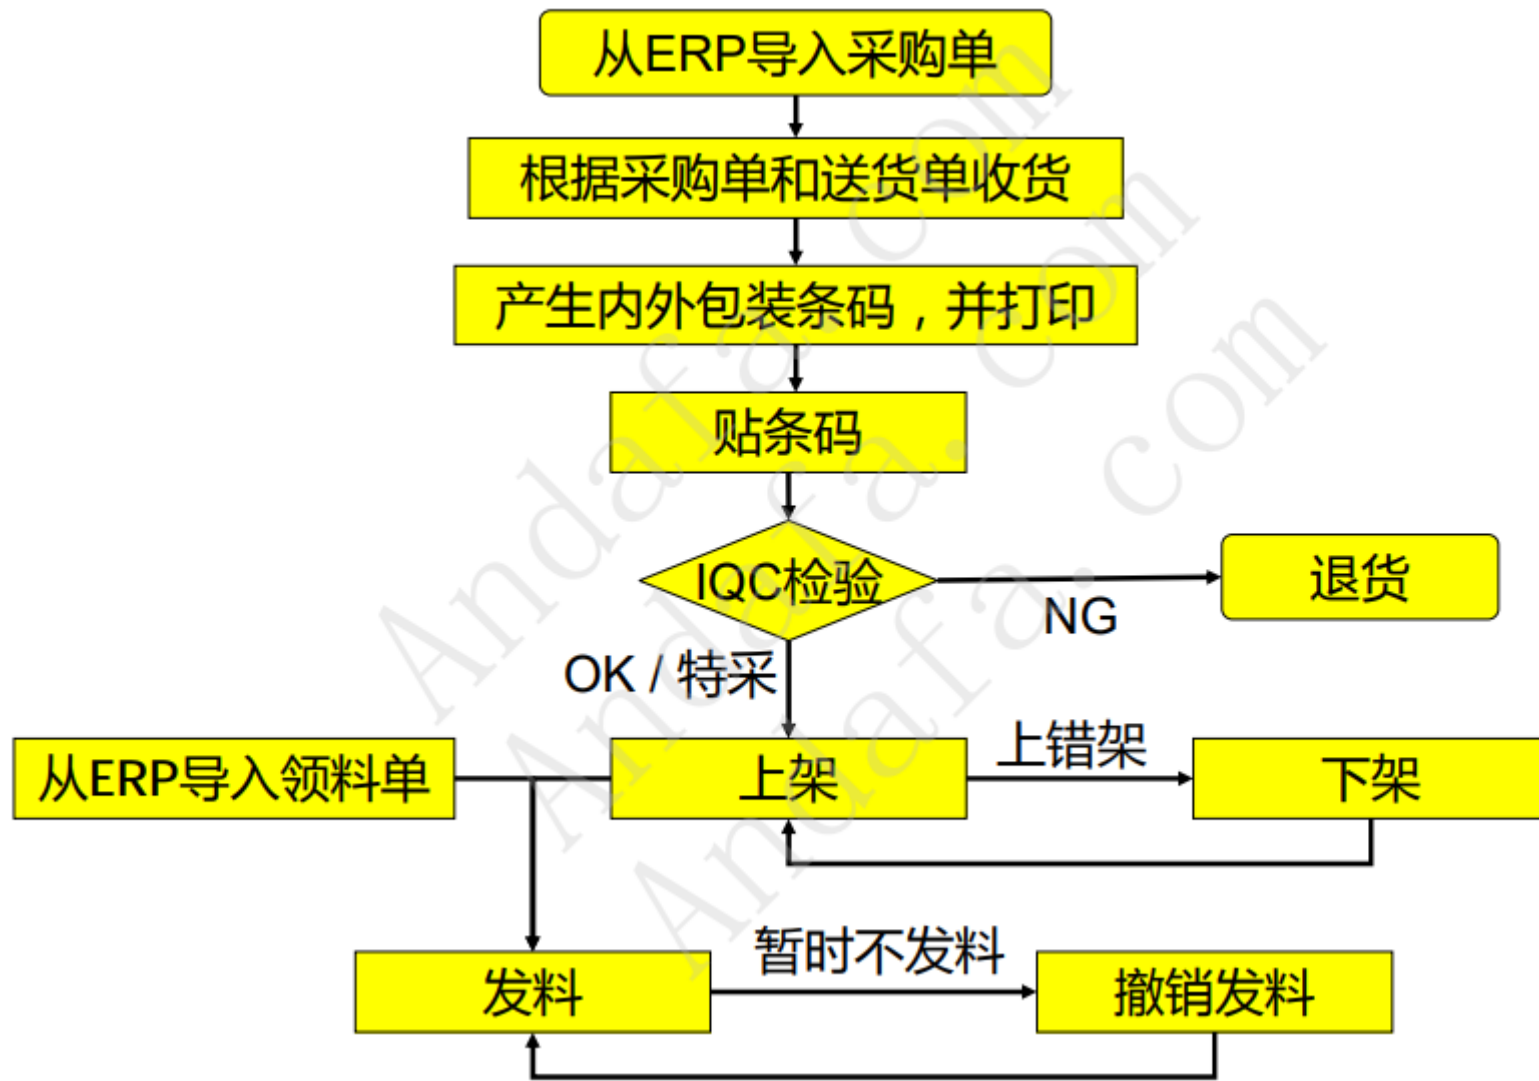 从ERP导入采购单
根据采购单和送货单收货
产生内外包装条码，并打印
贴条码
IQC检验
NG
退货
OK / 特采
从ERP导入领料单
上架
上错架
下架
发料
暂时不发料
撤销发料
Andafa.com
Andafa.com
Andafa.com